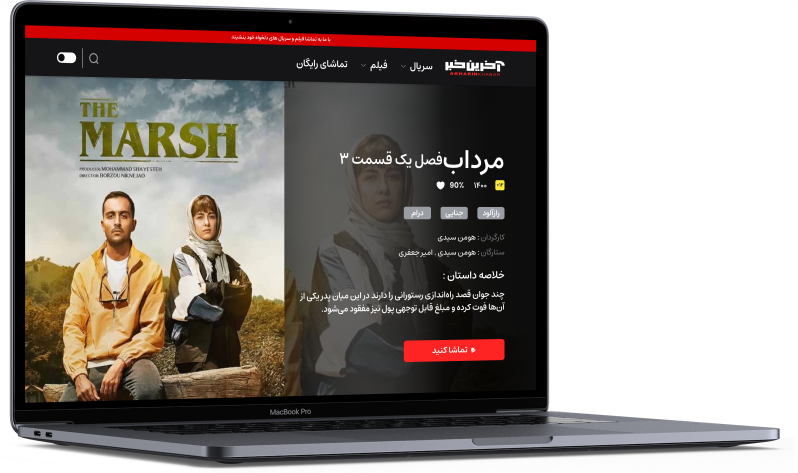 با ما به تماشا فیلم و سریال های دلخواه خود بنشینید
آخرین خبر
AKHARINKHABAR
سریال
فیلم
تماشای رایگان
THE
MARSH
PRODUCER: MOHAMMAD SHAYESTEH
DIRECTOR: BORZOU NIKNEJAD
مرداب فصل یک قسمت ۳
۱۴۰۰ 90%
رازآلود
جنایی
درام
کارگردان : هومن سیدی
ستارگان : هومن سیدی . امیر جعفری
خلاصه داستان :
چند جوان قصد راه‌اندازی رستورانی را دارند در این میان پدر یکی از
آن‌ها فوت کرده و مبلغ قابل توجهی پول نیز مفقود می‌شود.
تماشا کنید
MacBook Pro